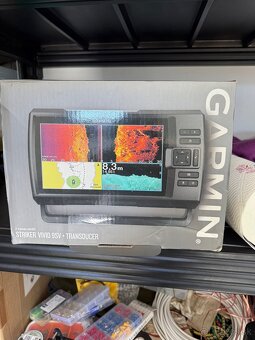 GARMIN
8.3m
STRIKER VIVID 9SV • TRANSDUCER